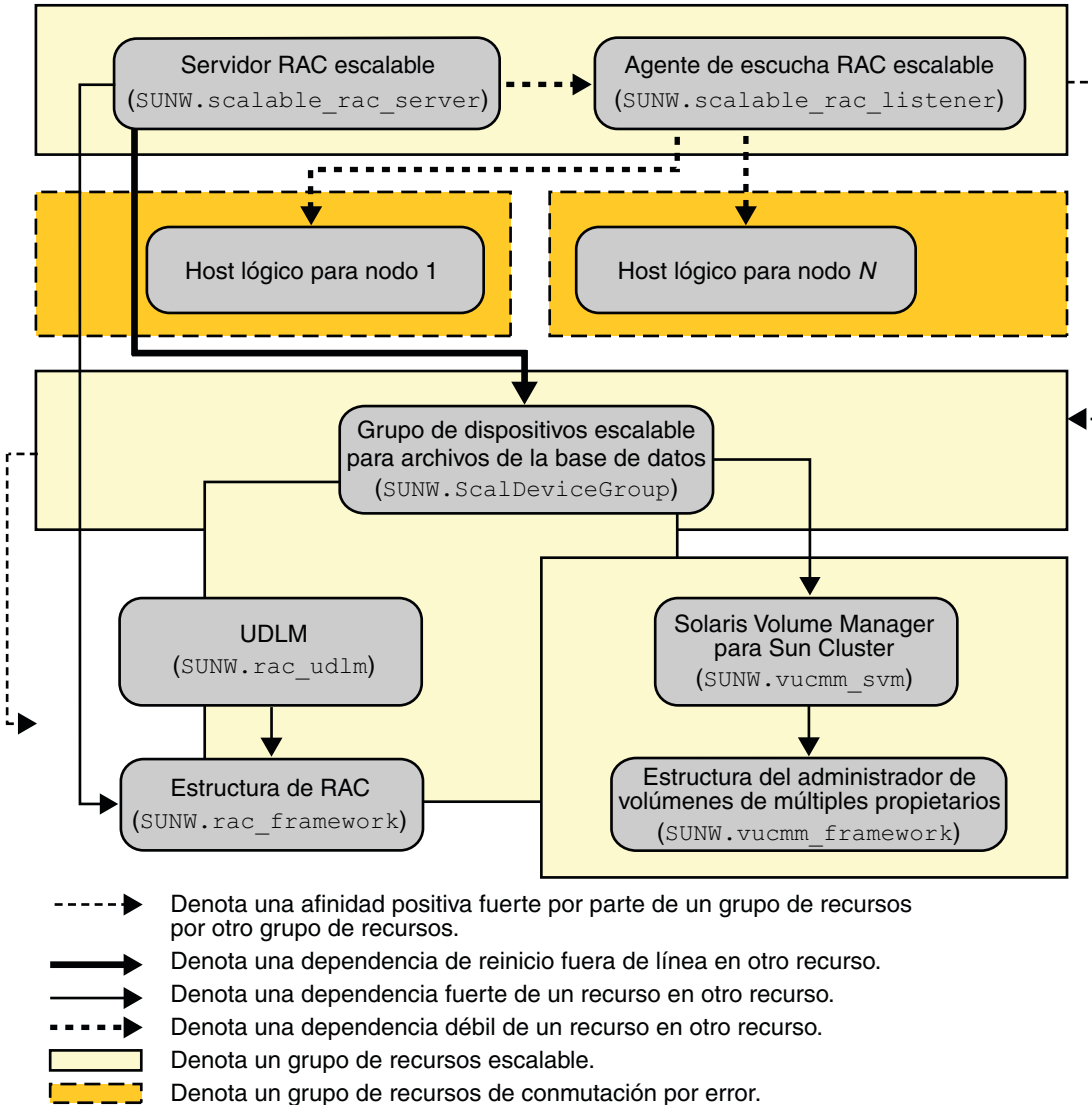 Servidor RAC escalable
(SUNW.scalable_rac_server)
Agente de escucha RAC escalable
(SUNW.scalable_rac_listener)
Host lógico para nodo 1
Host lógico para nodo N
Grupo de dispositivos escalable
para archivos de la base de datos
(SUNW.ScalDeviceGroup)
UDLM
(SUNW.rac_udlm)
Solaris Volume Manager
para Sun Cluster
(SUNW.vucmm_svm)
Estructura de RAC
(SUNW.rac_framework)
Estructura del administrador de
volúmenes de múltiples propietarios
(SUNW.vucmm_framework)
Denota una afinidad positiva fuerte por parte de un grupo de recursos
por otro grupo de recursos.
Denota una dependencia de reinicio fuera de línea en otro recurso.
Denota una dependencia fuerte de un recurso en otro recurso.
Denota una dependencia débil de un recurso en otro recurso.
Denota un grupo de recursos escalable.
Denota un grupo de recursos de conmutación por error.